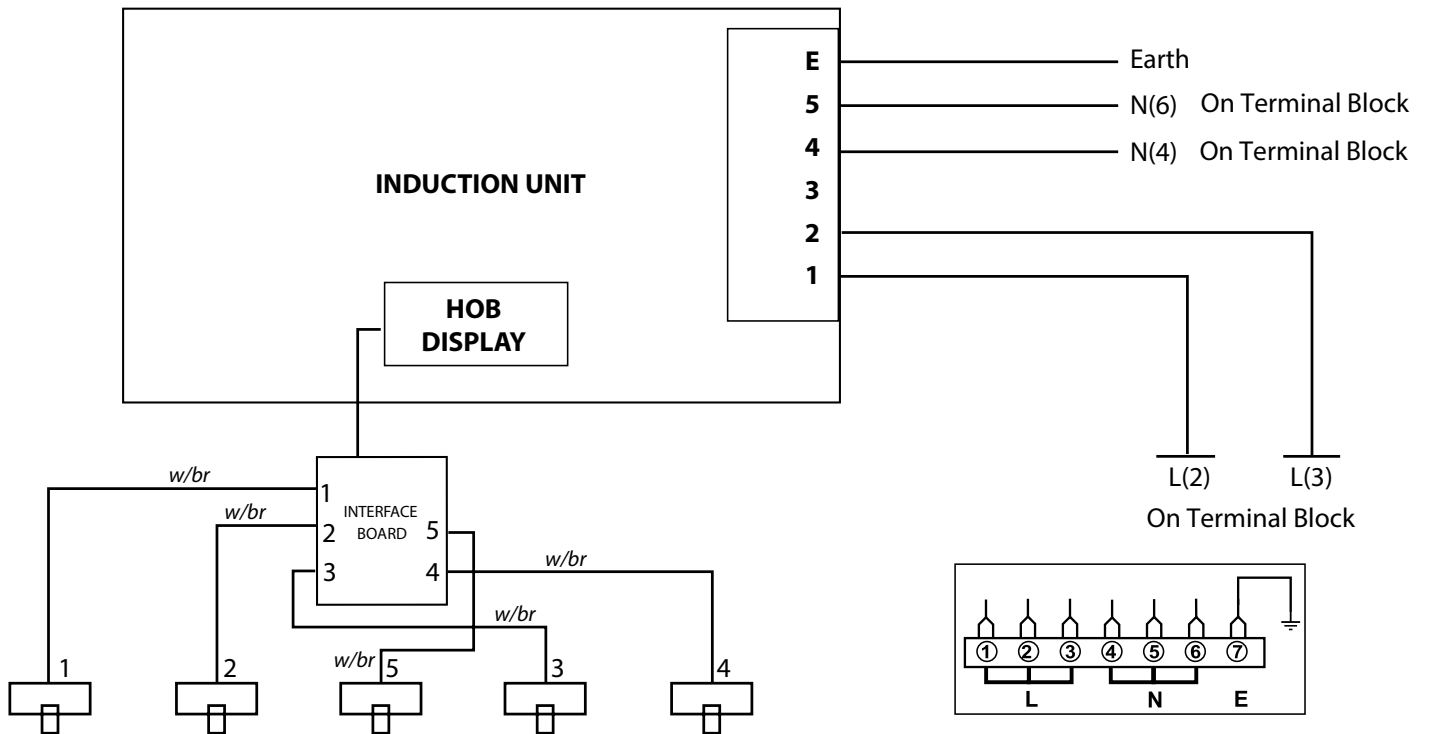 E
Earth
5
N(6) On Terminal Block
4
N(4) On Terminal Block
INDUCTION UNIT
3
2
1
HOB
DISPLAY
L(2)
L(3)
On Terminal Block
w/br
1
w/br
2
INTERFACE
BOARD
5
3
4
w/br
w/br
w/br
1
2
5
3
4
1 2 3 4 5 6 7
L N E